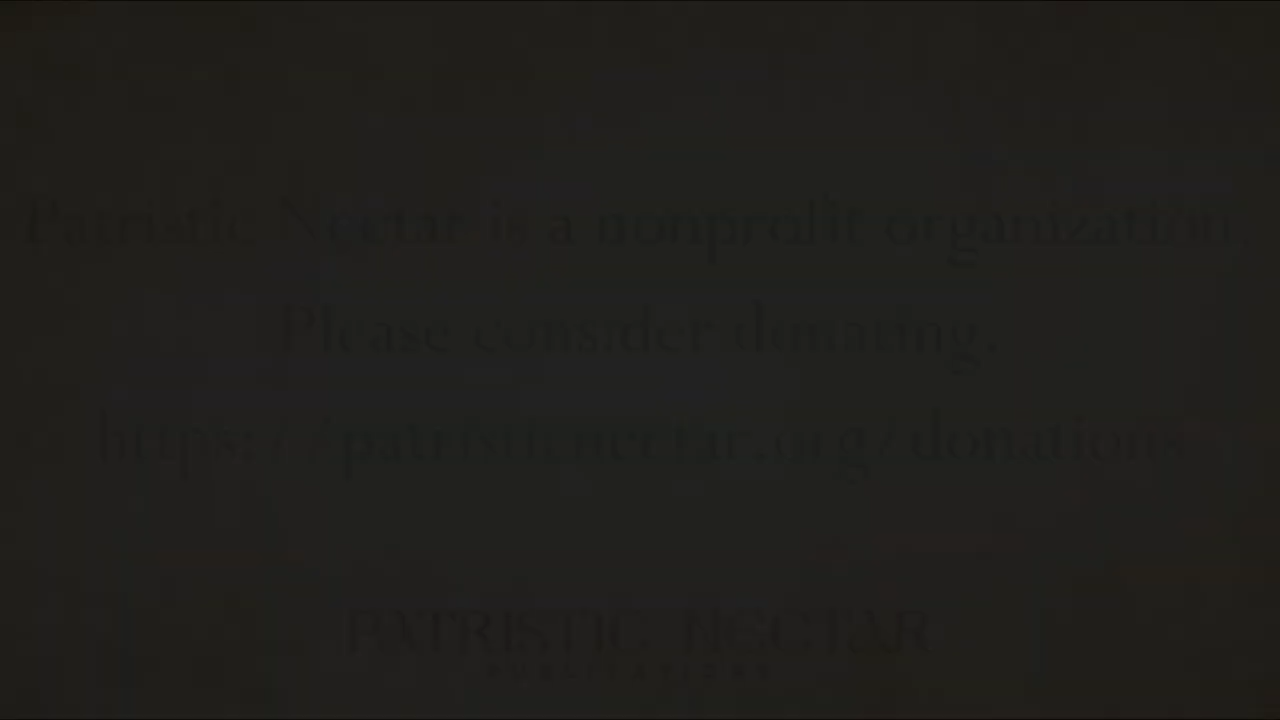 Patristic Nectar is a nonprofit organization,
Please consider donating.
https://patristicnectar.org/donations
PATRISTIC NECTAR
PUBLICATIONS